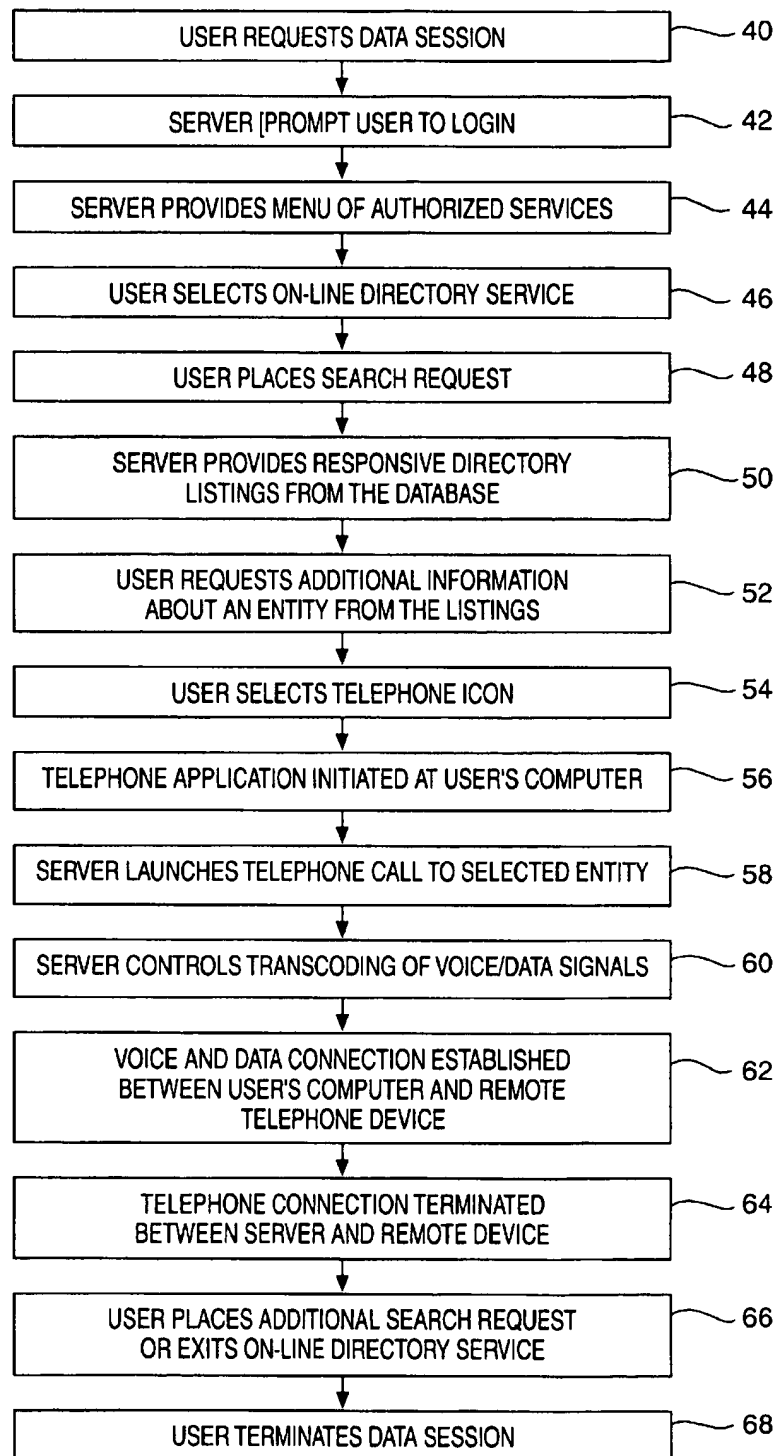 USER REQUESTS DATA SESSION
40
SERVER [PROMPT USER TO LOGIN
42
SERVER PROVIDES MENU OF AUTHORIZED SERVICES
44
USER SELECTS ON-LINE DIRECTORY SERVICE
46
USER PLACES SEARCH REQUEST
48
SERVER PROVIDES RESPONSIVE DIRECTORY
LISTINGS FROM THE DATABASE
50
USER REQUESTS ADDITIONAL INFORMATION
ABOUT AN ENTITY FROM THE LISTINGS
52
USER SELECTS TELEPHONE ICON
54
TELEPHONE APPLICATION INITIATED AT USER'S COMPUTER
56
SERVER LAUNCHES TELEPHONE CALL TO SELECTED ENTITY
58
SERVER CONTROLS TRANSCODING OF VOICE/DATA SIGNALS
60
VOICE AND DATA CONNECTION ESTABLISHED
BETWEEN USER'S COMPUTER AND REMOTE
TELEPHONE DEVICE
62
TELEPHONE CONNECTION TERMINATED
BETWEEN SERVER AND REMOTE DEVICE
64
USER PLACES ADDITIONAL SEARCH REQUEST
OR EXITS ON-LINE DIRECTORY SERVICE
66
USER TERMINATES DATA SESSION
68